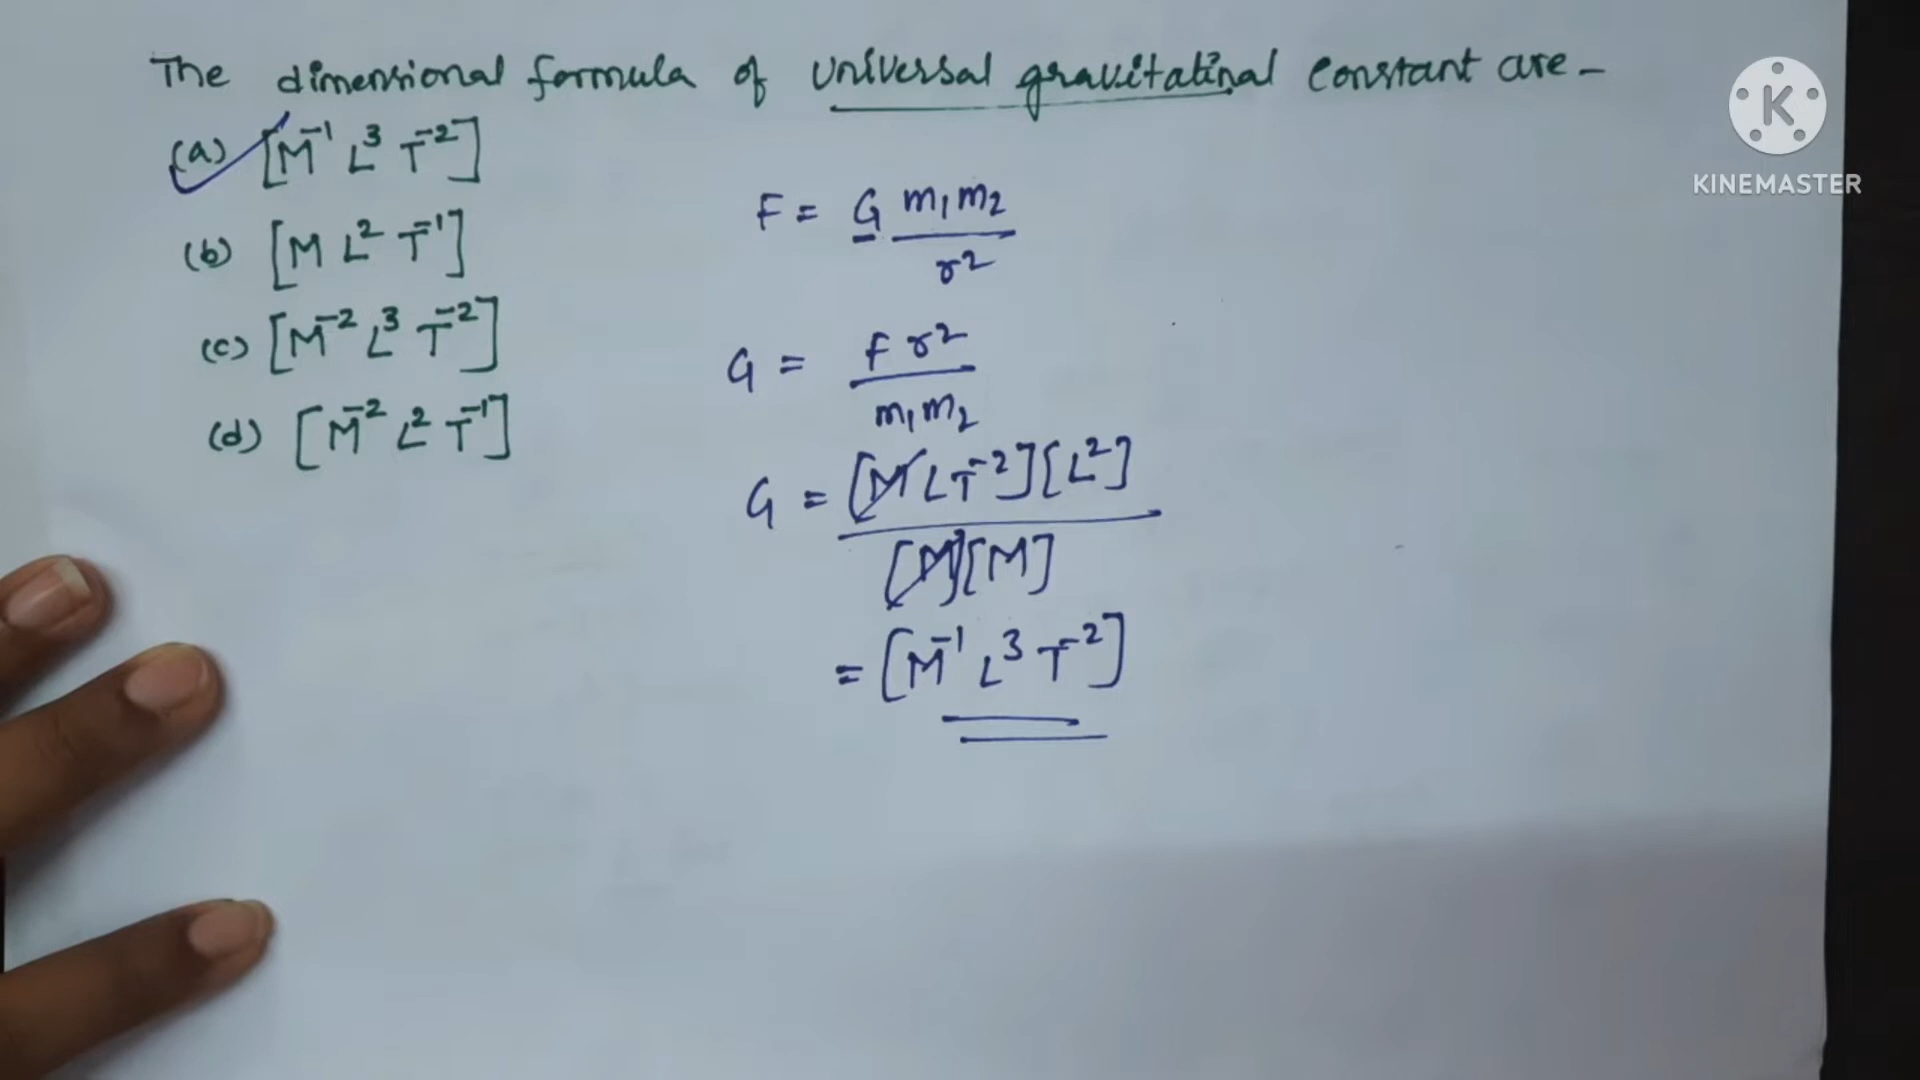 The dimensional formula of Universal gravitatinal Constant are -
(a) [M⁻¹ L³ T⁻²]
(b) [M L² T⁻¹]
(c) [M⁻² L³ T⁻²]
(d) [M⁻² L² T⁻¹]
F = G m₁m₂ / r²
G = F r² / m₁m₂
G = [M L T⁻²][L²] / [M][M]
= [M⁻¹ L³ T⁻²]
K
KINEMASTER